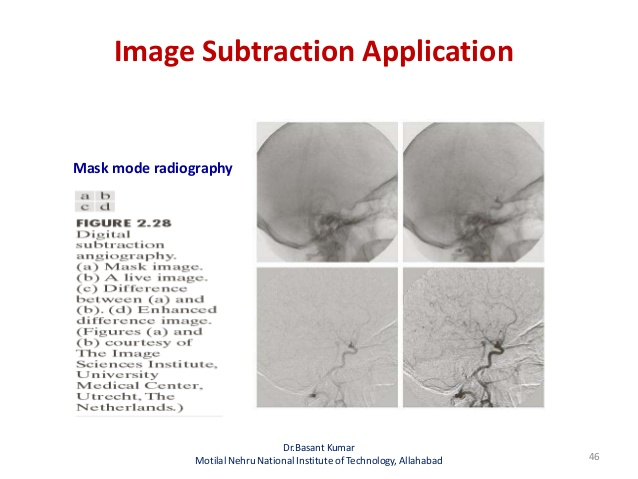 Image Subtraction Application
Mask mode radiography
a b
c d
FIGURE 2.28
Digital
subtraction
angiography.
(a) Mask image.
(b) A live image.
(c) Difference
between (a) and
(b). (d) Enhanced
difference image.
(Figures (a) and
(b) courtesy of
The Image
Sciences Institute,
University
Medical Center,
Utrecht, The
Netherlands.)
Dr.Basant Kumar
Motilal Nehru National Institute of Technology, Allahabad
46